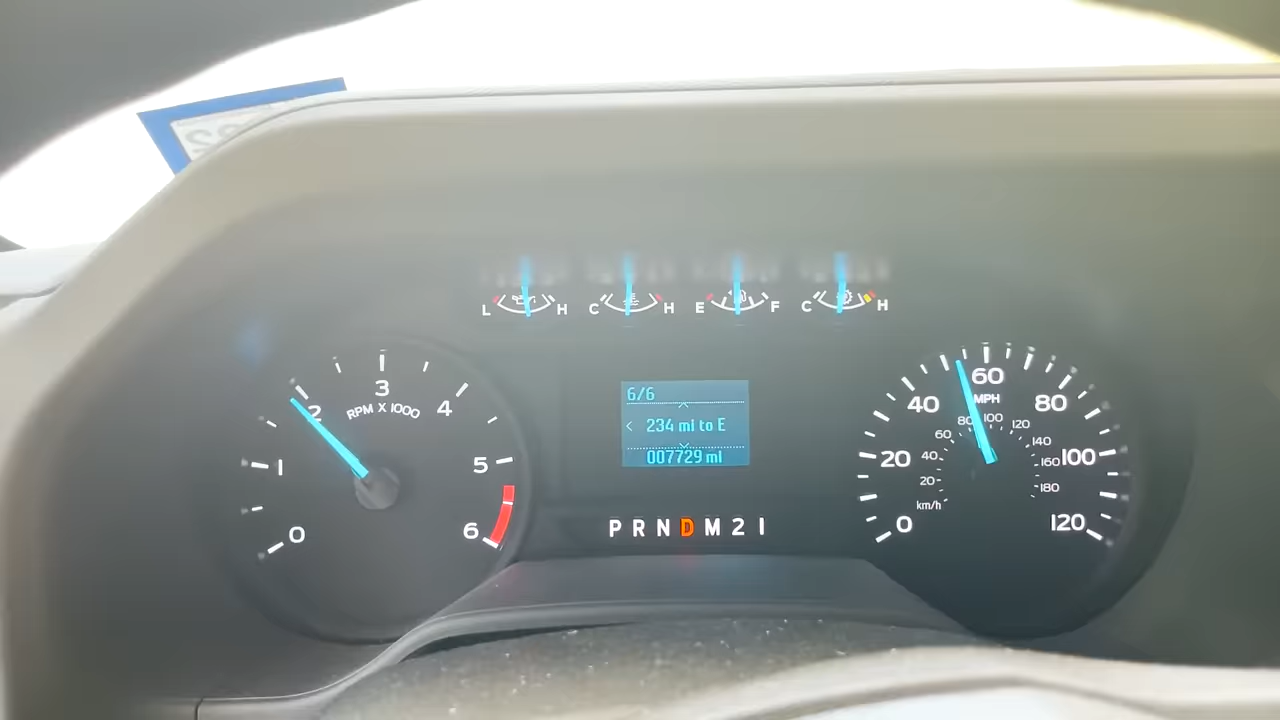 L H C H E F C H
6/6
234 mi to E
007729 mi
P R N D M 2 1
0 1 2 3 4 5 6
RPM X 1000
0 20 40 60 80 100 120
MPH
20 40 60 80 100 120 140 160 180
km/h